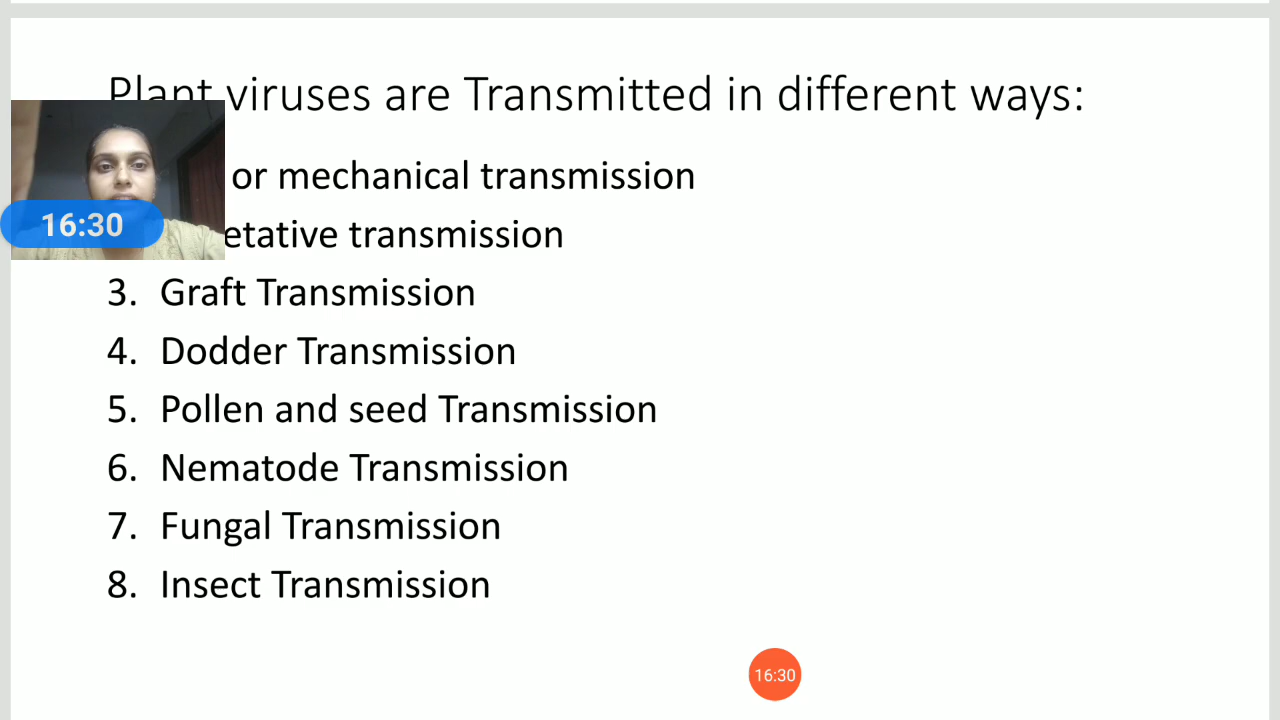 Plant viruses are Transmitted in different ways:
or mechanical transmission
16:30
etative transmission
3. Graft Transmission
4. Dodder Transmission
5. Pollen and seed Transmission
6. Nematode Transmission
7. Fungal Transmission
8. Insect Transmission
16:30